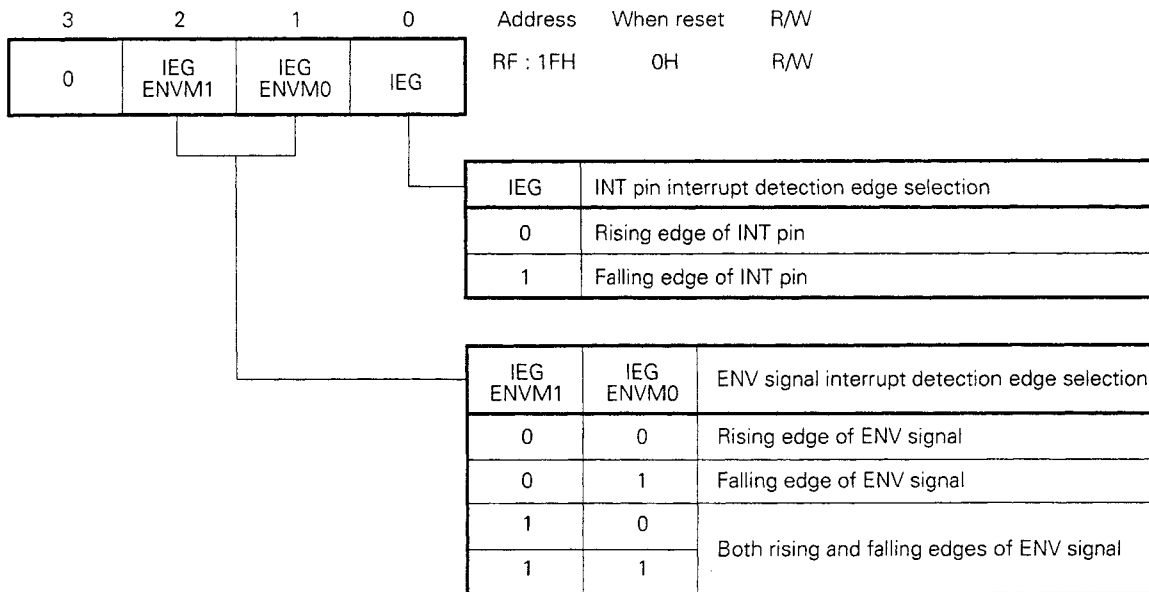 3 2 1 0 Address When reset R/W
0 IEG ENVM1 IEG ENVM0 IEG RF : 1FH 0H R/W
IEG INT pin interrupt detection edge selection
0 Rising edge of INT pin
1 Falling edge of INT pin
IEG ENVM1 IEG ENVM0 ENV signal interrupt detection edge selection
0 0 Rising edge of ENV signal
0 1 Falling edge of ENV signal
1 0 Both rising and falling edges of ENV signal
1 1